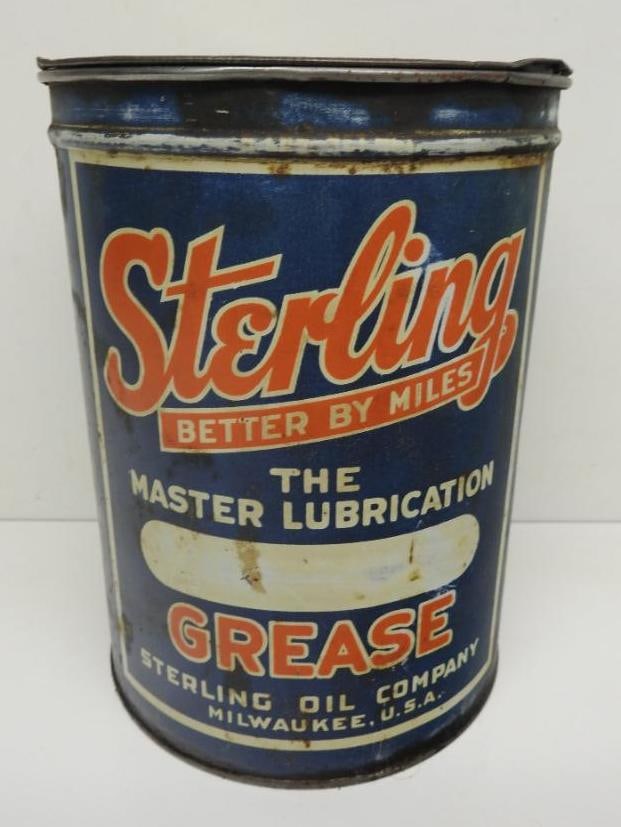 Sterling
BETTER BY MILES
THE
MASTER LUBRICATION
GREASE
STERLING OIL COMPANY
MILWAUKEE, U.S.A.